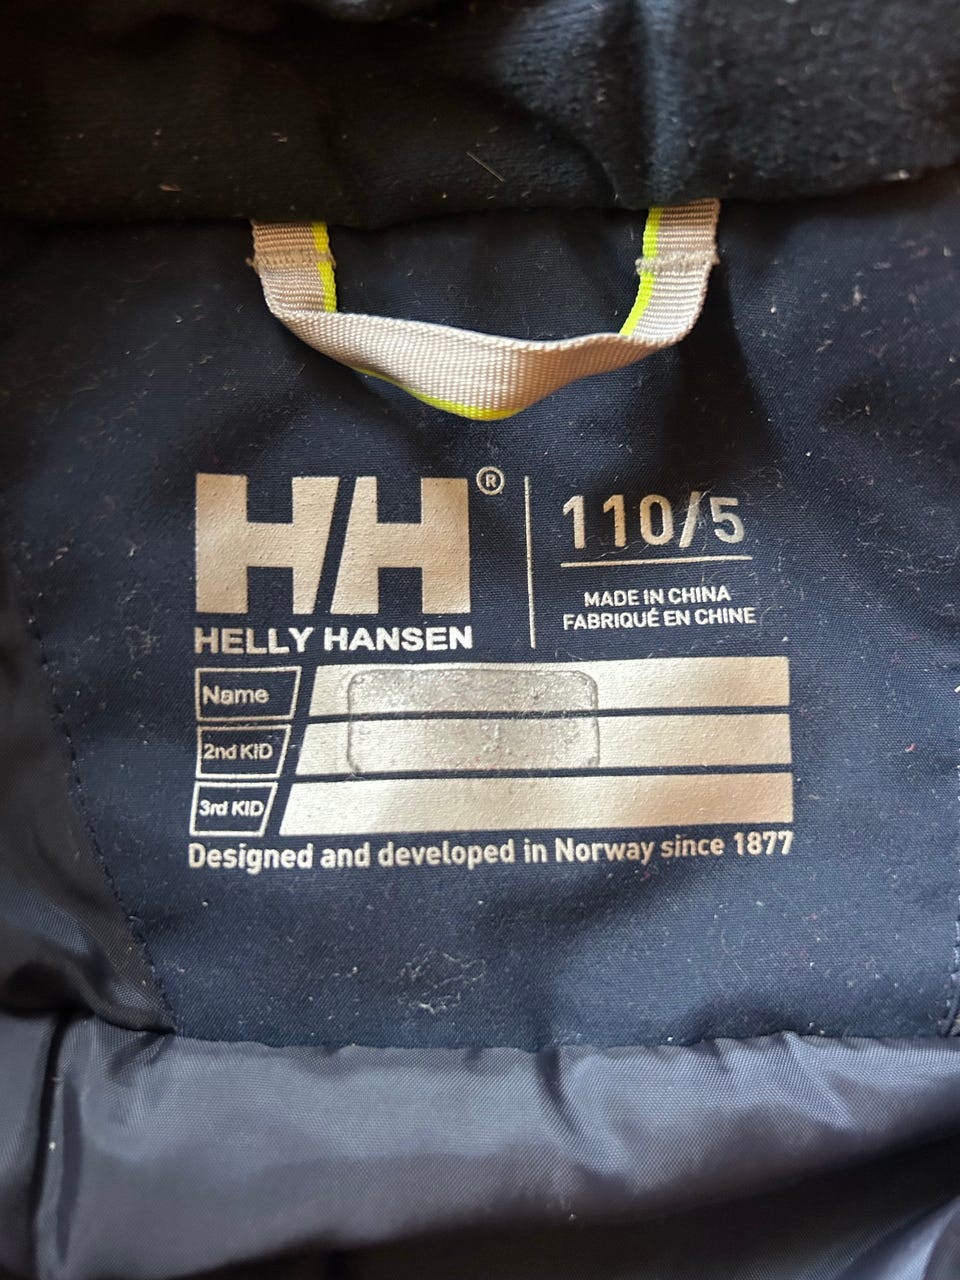 HH®
HELLY HANSEN
110/5
MADE IN CHINA
FABRIQUÉ EN CHINE
Name
2nd KID
3rd KID
Designed and developed in Norway since 1877